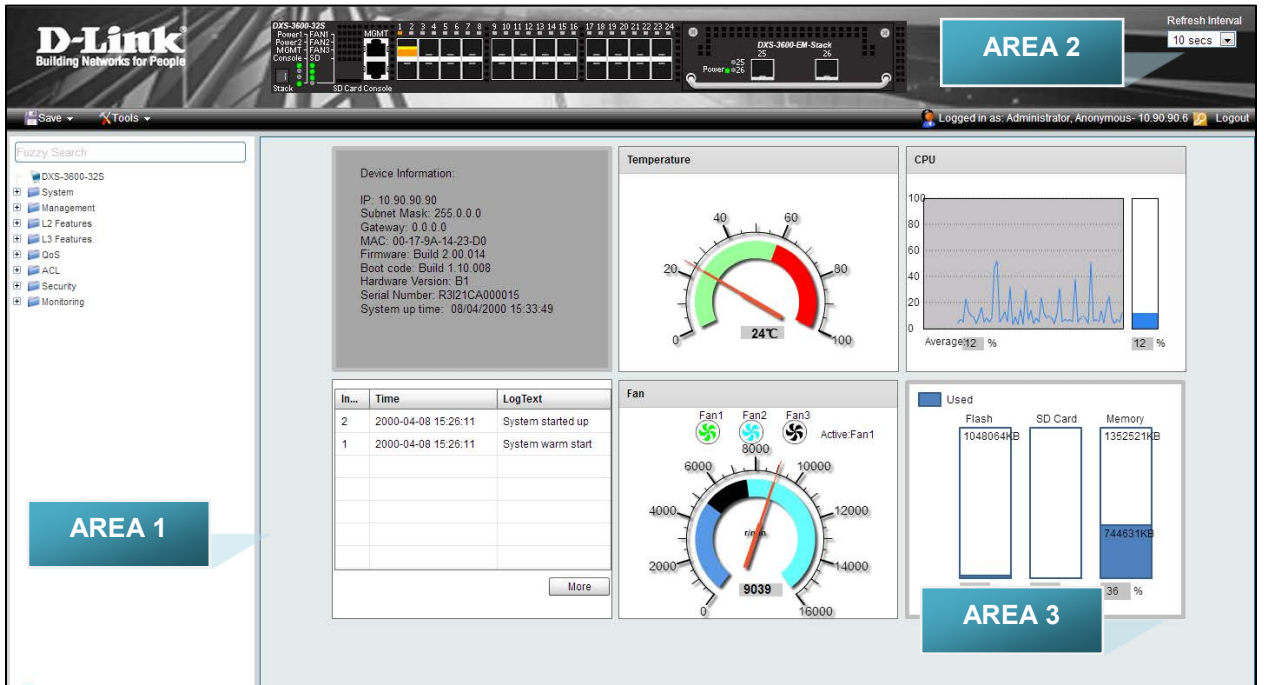 D-Link
Building Networks for People
DXS-3600-32S
Power1 FAN1
Power2 FAN2
MGMT FAN3
Console SD
Stack
SD Card Console
MGMT
1 2 3 4 5 6 7 8 9 10 11 12 13 14 15 16 17 18 19 20 21 22 23 24
DXS-3600-EM-Stack
25 26
Power 25
26
AREA 2
Refresh Interval
10 secs
Save Tools
Logged in as: Administrator, Anonymous- 10.90.90.6 Logout
Fuzzy Search
DXS-3600-32S
System
Management
L2 Features
L3 Features
QoS
ACL
Security
Monitoring
AREA 1
Device Information:
IP: 10.90.90.90
Subnet Mask: 255.0.0.0
Gateway: 0.0.0.0
MAC: 00-17-9A-14-23-D0
Firmware: Build 2.00.014
Boot code: Build 1.10.008
Hardware Version: B1
Serial Number: R3I21CA000015
System up time: 08/04/2000 15:33:49
Temperature
0 20 40 60 80 100
24℃
CPU
100
80
60
40
20
0
Average: 12 %
12 %
In... Time LogText
2 2000-04-08 15:26:11 System started up
1 2000-04-08 15:26:11 System warm start
More
Fan
Fan1 Fan2 Fan3
Active:Fan1
0 2000 4000 6000 8000 10000 12000 14000 16000
r/min
9039
Used
Flash SD Card Memory
1048064KB 1352521KB
744631KB
36 %
AREA 3